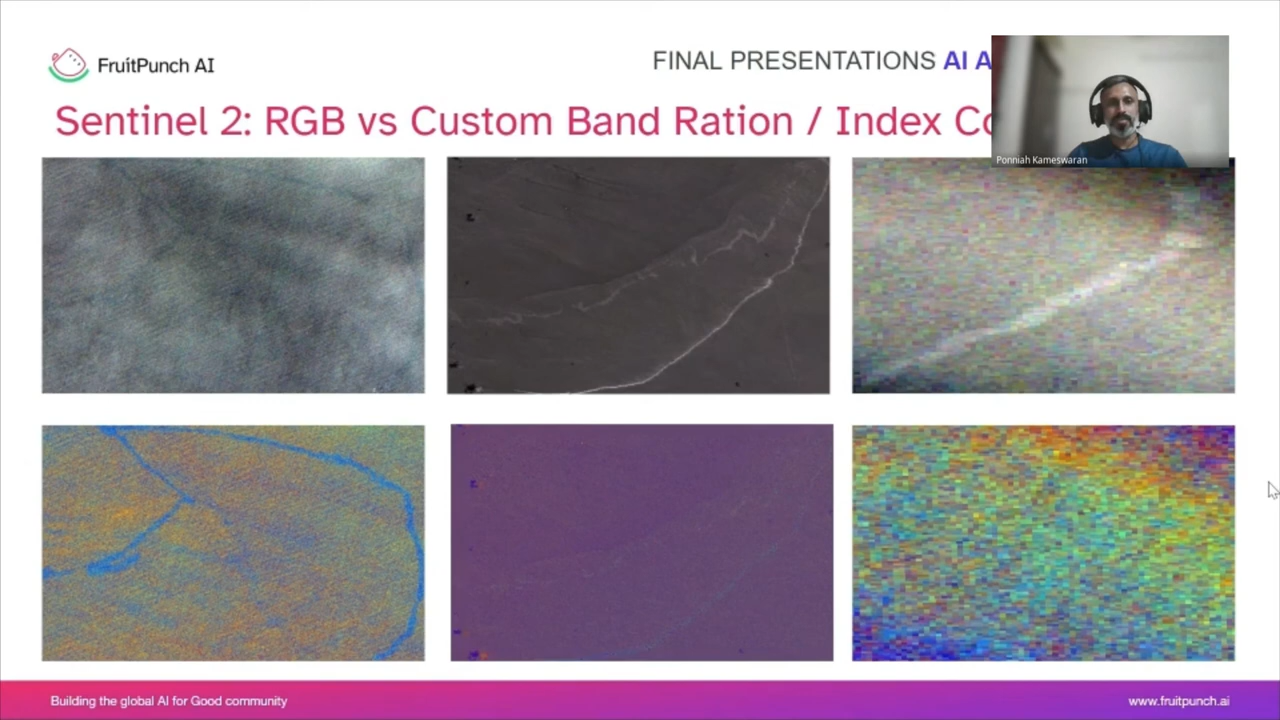 FruitPunch AI
FINAL PRESENTATIONS AI A
Sentinel 2: RGB vs Custom Band Ration / Index Co
Ponniah Kameswaran
Building the global AI for Good community
www.fruitpunch.ai